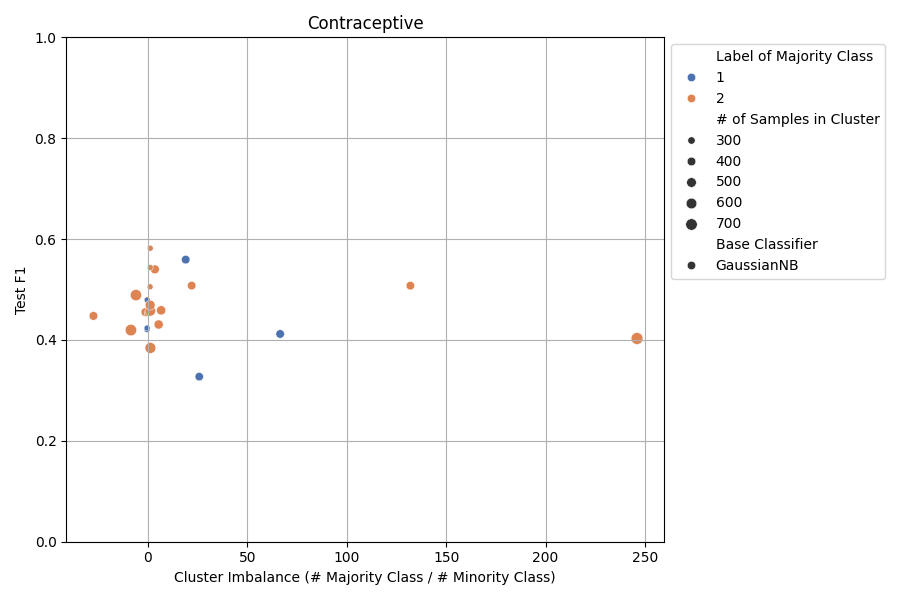 Contraceptive
1.0
0.8
0.6
0.4
0.2
0.0
Test F1
0 50 100 150 200 250
Cluster Imbalance (# Majority Class / # Minority Class)
Label of Majority Class
1
2
# of Samples in Cluster
300
400
500
600
700
Base Classifier
GaussianNB